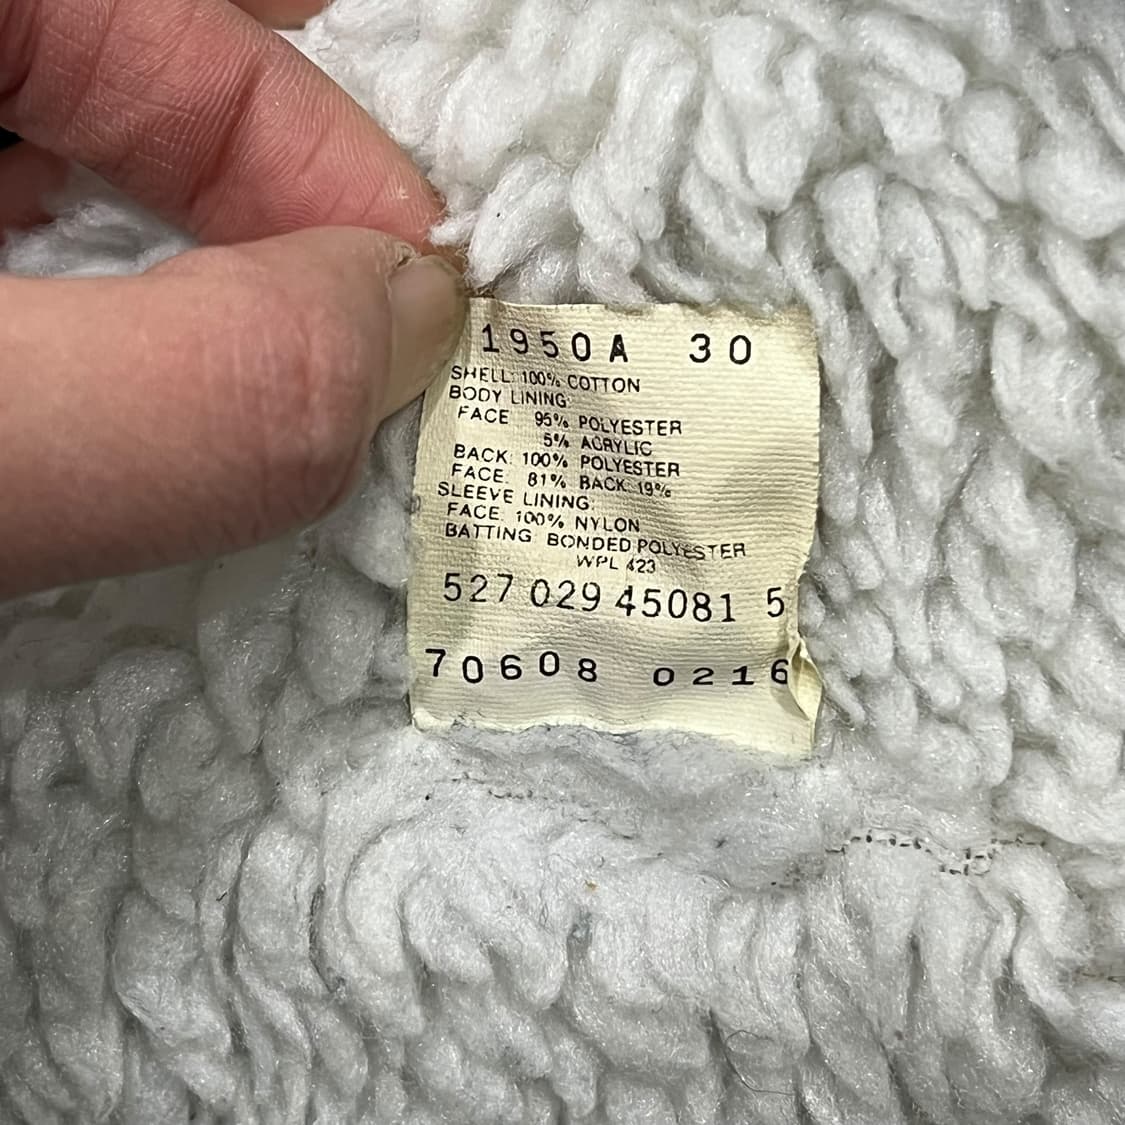 1950A 30
SHELL: 100% COTTON
BODY LINING:
FACE 95% POLYESTER
5% ACRYLIC
BACK: 100% POLYESTER
FACE: 81% BACK: 19%
SLEEVE LINING:
FACE: 100% NYLON
BATTING BONDED POLYESTER
WPL 423
527 029 45081 5
70608 0216